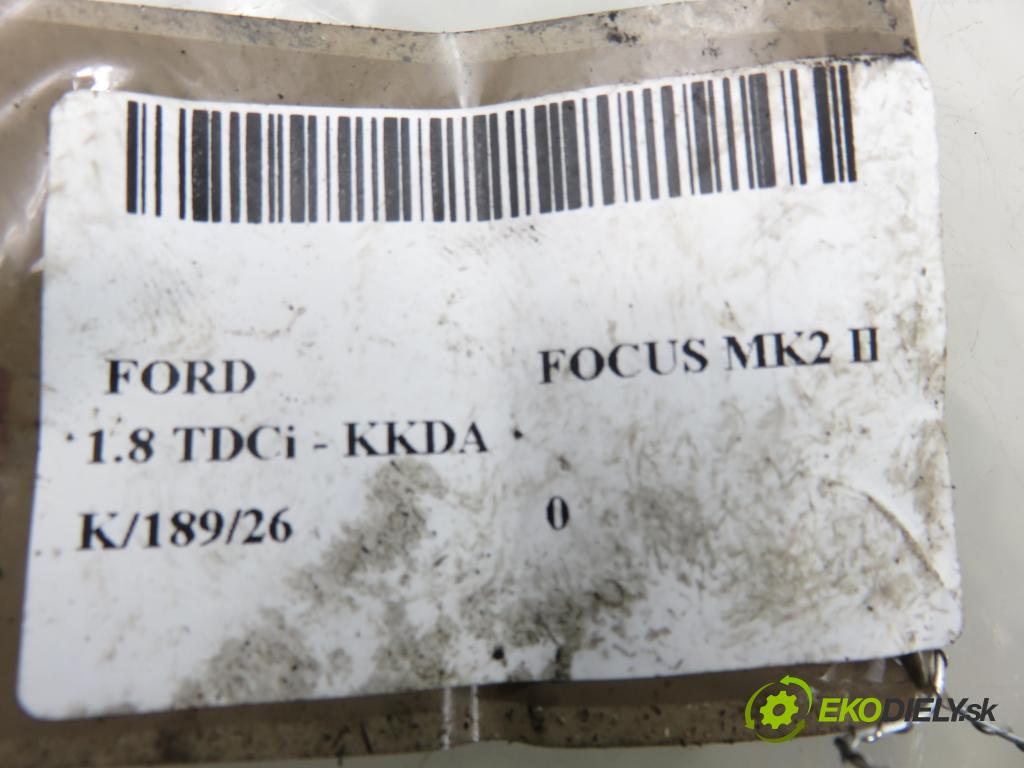 FORD FOCUS MK2 II
1.8 TDCi - KKDA
K/189/26 0
EKODIELY.sk